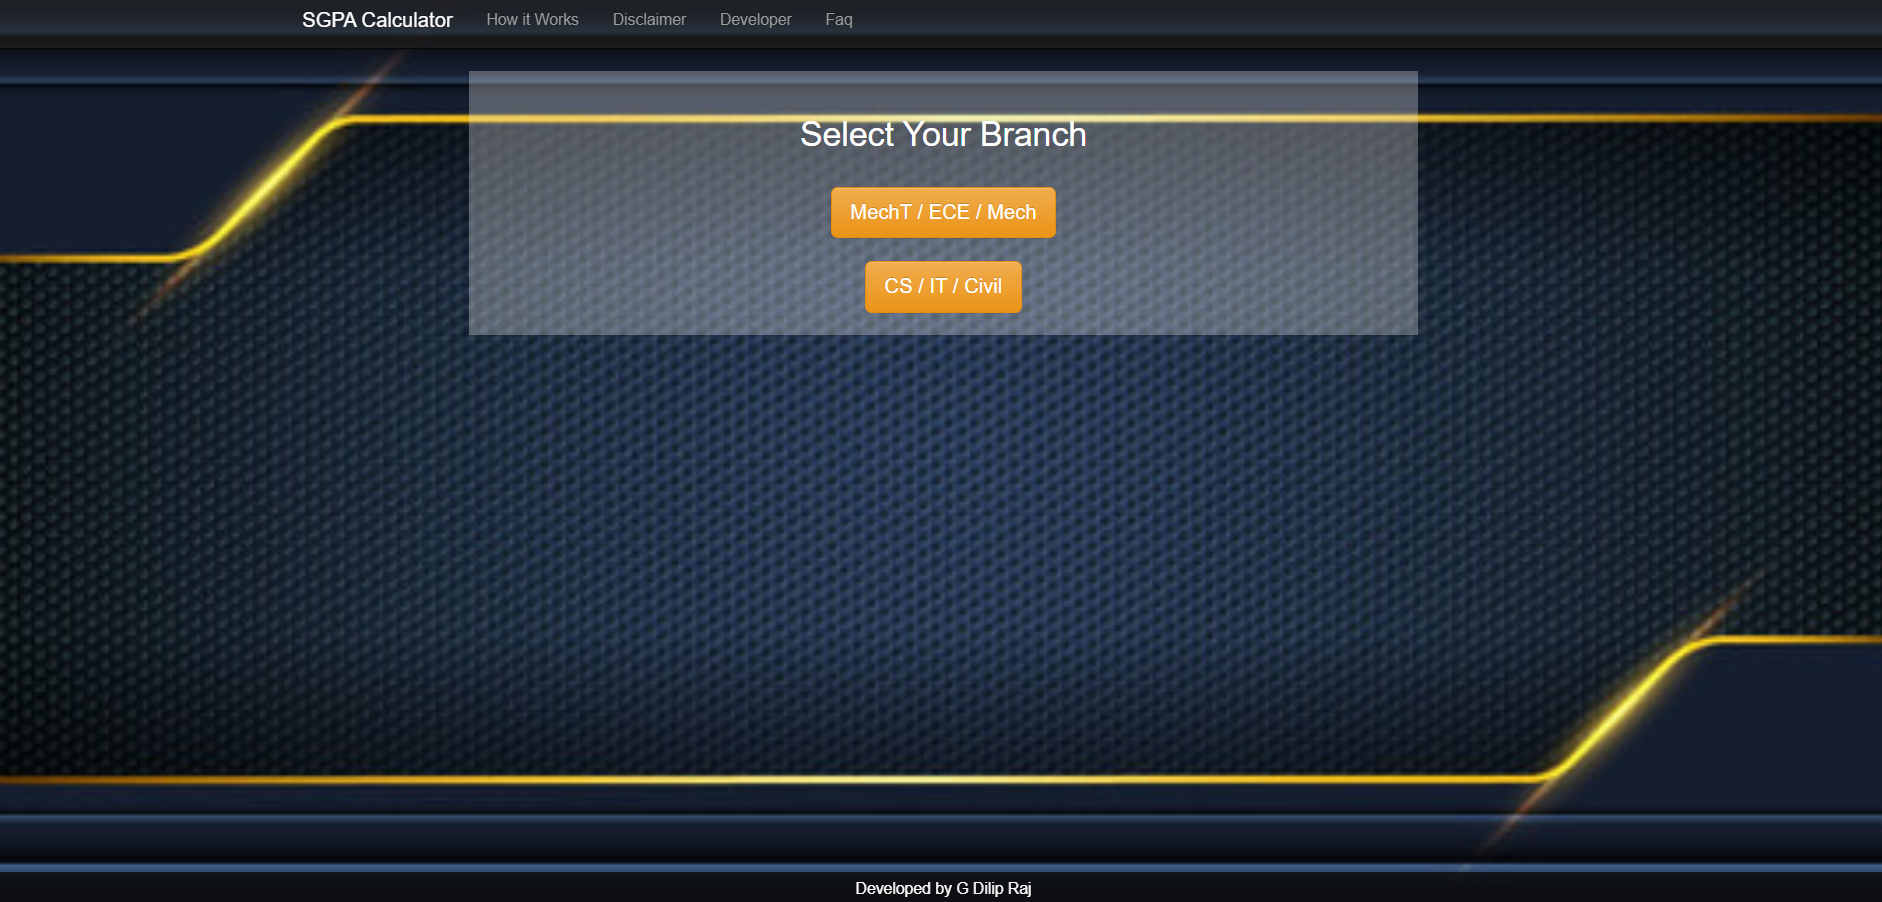 SGPA Calculator How it Works Disclaimer Developer Faq
Select Your Branch
MechT / ECE / Mech
CS / IT / Civil
Developed by G Dilip Raj